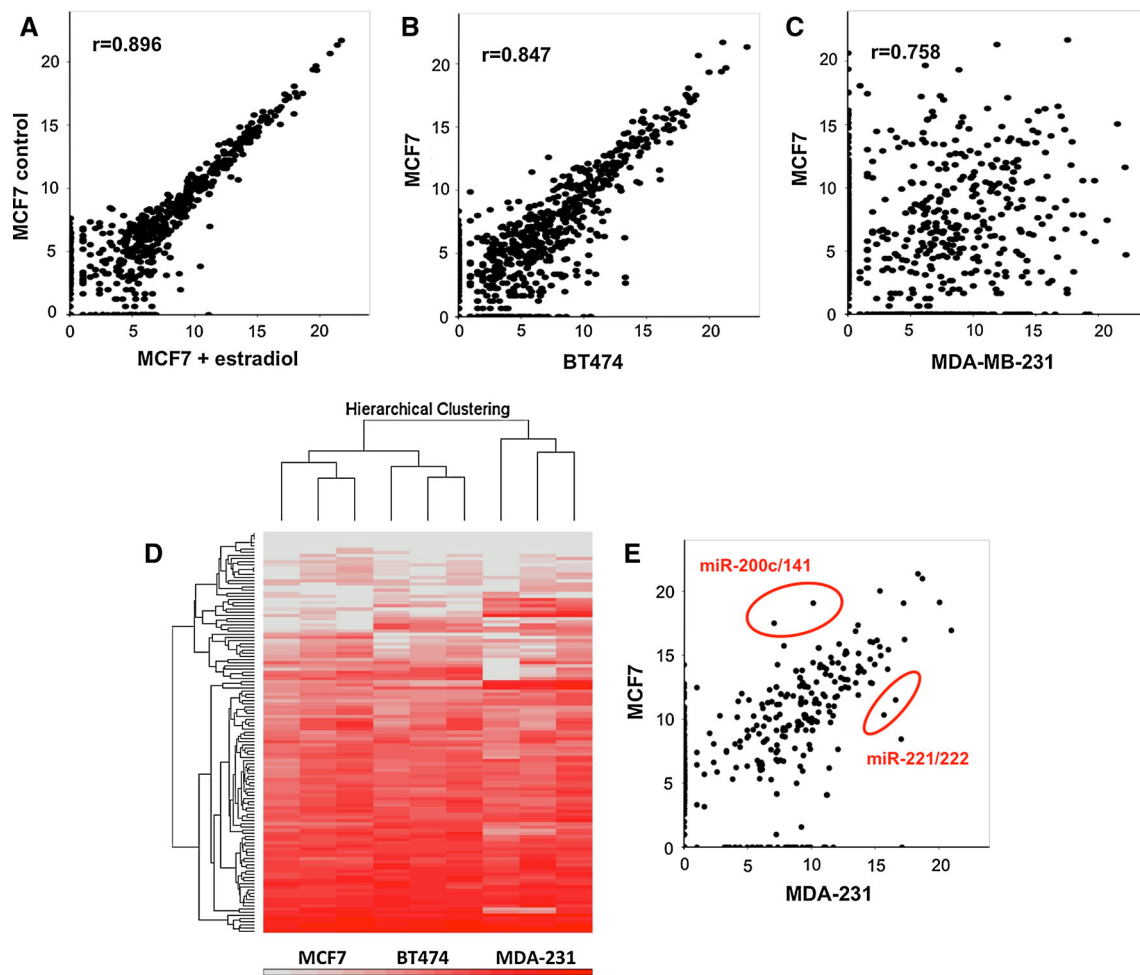 A
r=0.896
MCF7 control
20
15
10
5
0
0 5 10 15 20
MCF7 + estradiol
B
r=0.847
MCF7
20
15
10
5
0
0 5 10 15 20
BT474
C
r=0.758
MCF7
20
15
10
5
0
0 5 10 15 20
MDA-MB-231
Hierarchical Clustering
D
MCF7 BT474 MDA-231
E
miR-200c/141
miR-221/222
MCF7
20
15
10
5
0
0 5 10 15 20
MDA-231